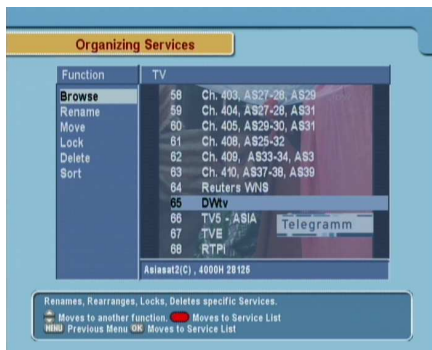 Organizing Services
Function TV
Browse
Rename
Move
Lock
Delete
Sort
58 Ch. 403, AS27-28, AS29
59 Ch. 404, AS27-28, AS31
60 Ch. 405, AS29-30, AS31
61 Ch. 408, AS25-32
62 Ch. 409, AS33-34, AS3
63 Ch. 410, AS37-38, AS39
64 Reuters WNS
65 DWtv
66 TV5 - ASIA
67 TVE
68 RTPi
Telegramm
Asiasat2(C) , 4000H 28125
Renames, Rearranges, Locks, Deletes specific Services.
Moves to another function. Moves to Service List
MENU Previous Menu OK Moves to Service List